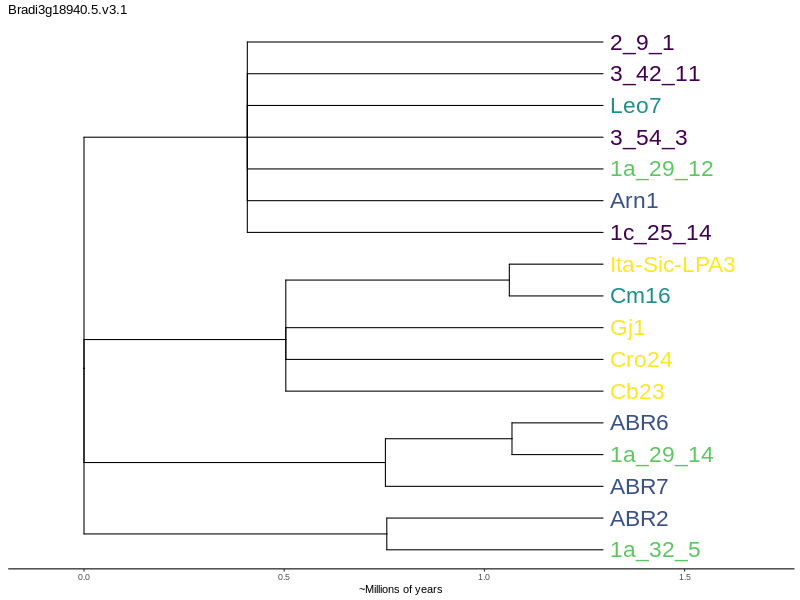 Bradi3g18940.5.v3.1
2_9_1
3_42_11
Leo7
3_54_3
1a_29_12
Arn1
1c_25_14
Ita-Sic-LPA3
Cm16
Gj1
Cro24
Cb23
ABR6
1a_29_14
ABR7
ABR2
1a_32_5
0.0 0.5 1.0 1.5
~Millions of years